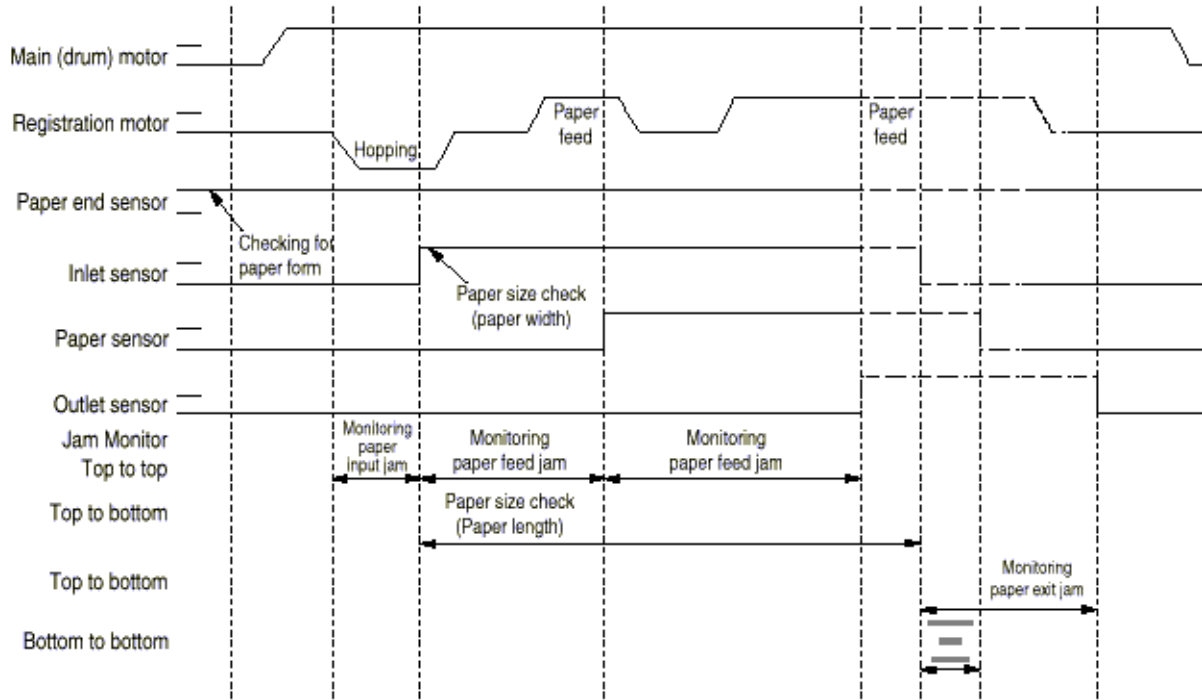 Main (drum) motor
Registration motor
Hopping
Paper
feed
Paper
feed
Paper end sensor
Checking for
paper form
Inlet sensor
Paper size check
(paper width)
Paper sensor
Outlet sensor
Jam Monitor
Top to top
Monitoring
paper
input jam
Monitoring
paper feed jam
Monitoring
paper feed jam
Top to bottom
Paper size check
(Paper length)
Top to bottom
Monitoring
paper exit jam
Bottom to bottom